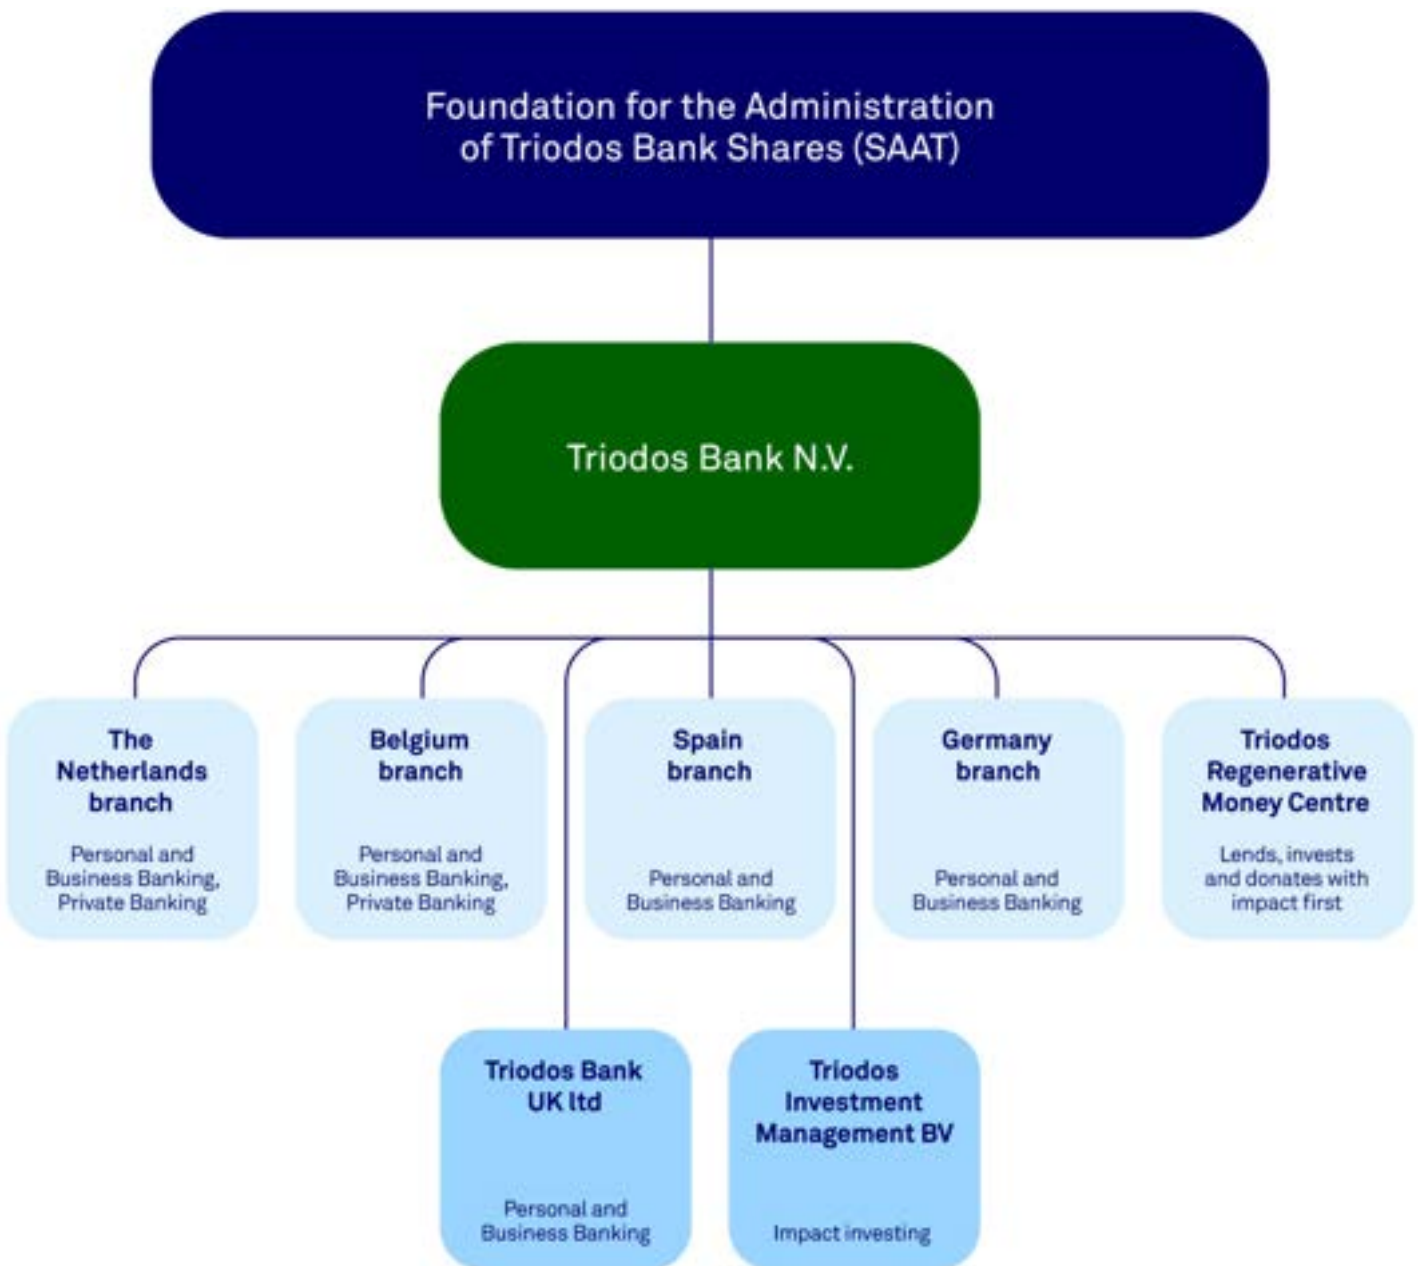 Foundation for the Administration
of Triodos Bank Shares (SAAT)
Triodos Bank N.V.
The
Netherlands
branch
Personal and
Business Banking,
Private Banking
Belgium
branch
Personal and
Business Banking,
Private Banking
Spain
branch
Personal and
Business Banking
Germany
branch
Personal and
Business Banking
Triodos
Regenerative
Money Centre
Lends, invests
and donates with
impact first
Triodos Bank
UK ltd
Personal and
Business Banking
Triodos
Investment
Management BV
Impact investing